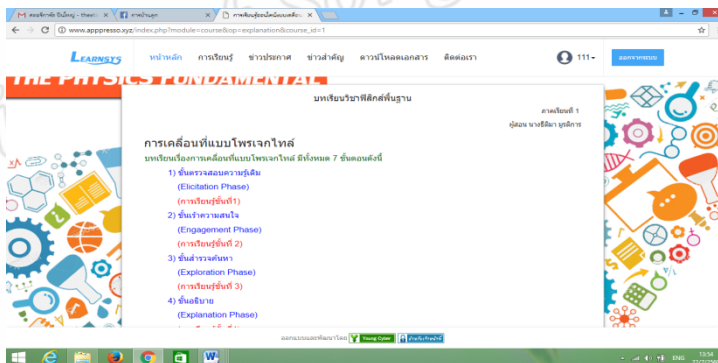 การเรียนรู้แบบเคลื่อน
www.apppresso.xyz/index.php?module=course&op=explanation&course_id=1
LEARNSYS หน้าหลัก การเรียนรู้ ข่าวประกาศ ข่าวสำคัญ ดาวน์โหลดเอกสาร ติดต่อเรา 111 ออกจากระบบ
THE PHYSICS FUNDAMENTAL
บทเรียนวิชาฟิสิกส์พื้นฐาน
ภาคเรียนที่ 1
การเคลื่อนที่แบบโพรเจกไทล์
บทเรียนเรื่องการเคลื่อนที่แบบโพรเจกไทล์ มีทั้งหมด 7 ขั้นตอนดังนี้
1) ขั้นตรวจสอบความรู้เดิม
(Elicitation Phase)
(การเรียนรู้ขั้นที่1)
2) ขั้นเร้าความสนใจ
(Engagement Phase)
(การเรียนรู้ขั้นที่ 2)
3) ขั้นสำรวจค้นหา
(Exploration Phase)
(การเรียนรู้ขั้นที่ 3)
4) ขั้นอธิบาย
(Explanation Phase)
ออกแบบและพัฒนาโดย Young Cyber
ENG 13:54